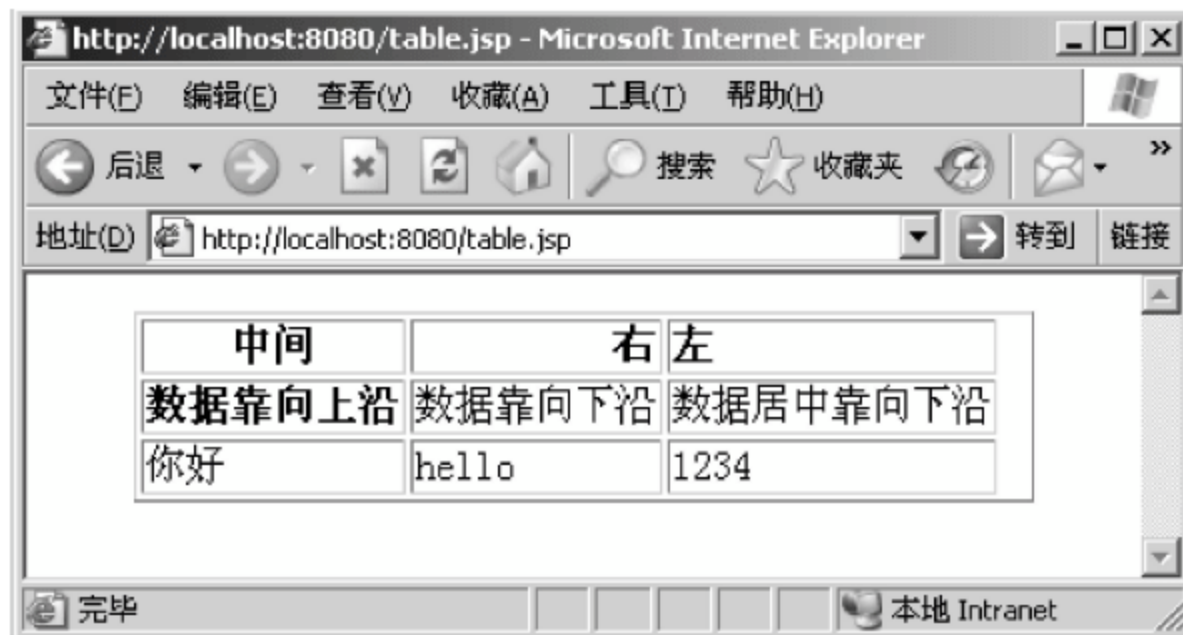 http://localhost:8080/table.jsp - Microsoft Internet Explorer
文件(F) 编辑(E) 查看(V) 收藏(A) 工具(T) 帮助(H)
后退 搜索 收藏夹 »
地址(D) http://localhost:8080/table.jsp 转到 链接
中间 右 左
数据靠向上沿 数据靠向下沿 数据居中靠向下沿
你好 hello 1234
完毕 本地 Intranet